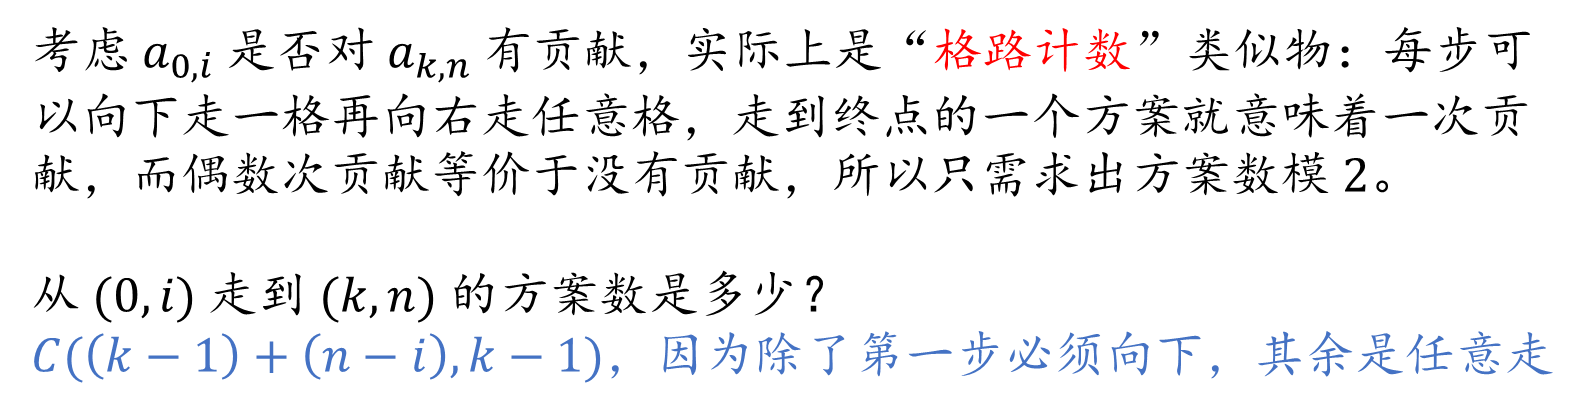 考虑 a₀,ᵢ 是否对 aₖ,ₙ 有贡献，实际上是“格路计数”类似物：每步可
以向下走一格再向右走任意格，走到终点的一个方案就意味着一次贡
献，而偶数次贡献等价于没有贡献，所以只需求出方案数模 2。
从 (0, i) 走到 (k, n) 的方案数是多少？
C((k − 1) + (n − i), k − 1)，因为除了第一步必须向下，其余是任意走